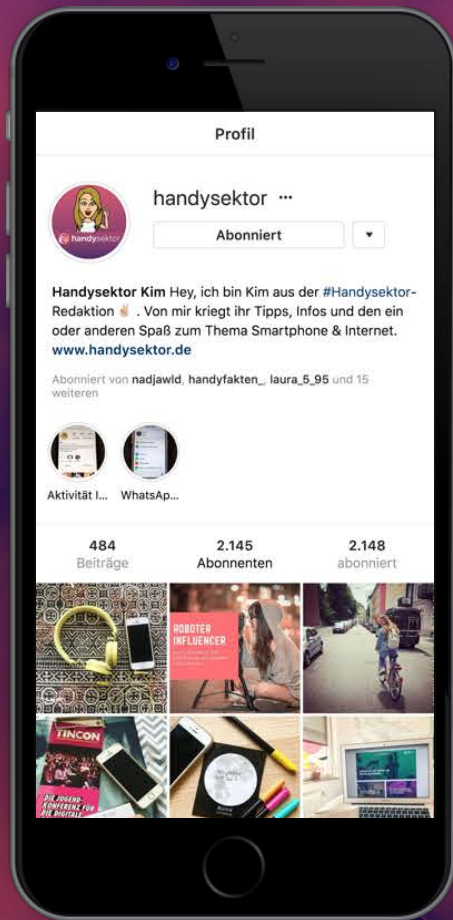 Profil
handysektor
handysektor ...
Abonniert
Handysektor Kim Hey, ich bin Kim aus der #Handysektor-
Redaktion ✌🏼 . Von mir kriegt ihr Tipps, Infos und den ein
oder anderen Spaß zum Thema Smartphone & Internet.
www.handysektor.de
Abonniert von nadjawld, handyfakten_, laura_5_95 und 15
weiteren
Aktivität I... WhatsAp...
484 2.145 2.148
Beiträge Abonnenten abonniert
ROBOTER
INFLUENCER
TINCON
DIE JUGEND-
KONFERENZ FÜR
DIE DIGITALE